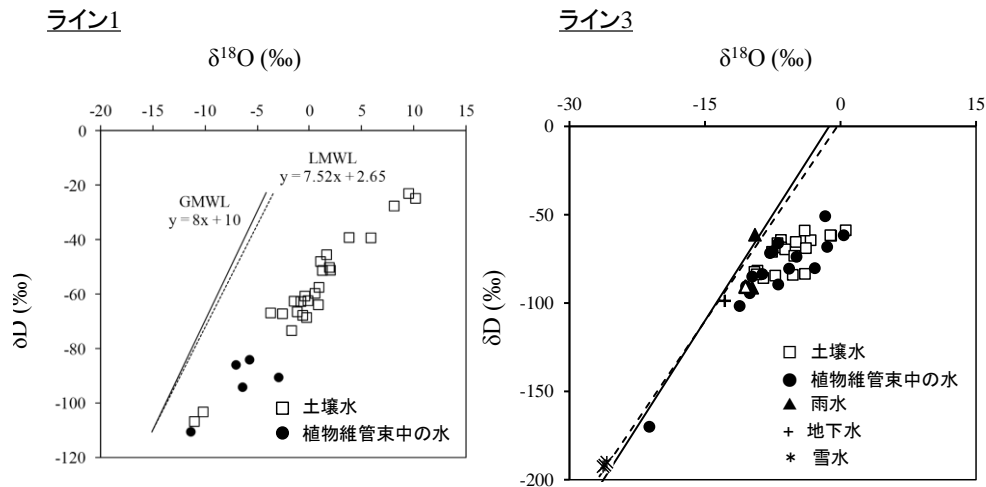 ライン1
δ18O (‰)
-20 -15 -10 -5 0 5 10 15
0
-20
-40
-60
-80
-100
-120
δD (‰)
LMWL
y = 7.52x + 2.65
GMWL
y = 8x + 10
土壌水
植物維管束中の水
ライン3
δ18O (‰)
-30 -15 0 15
0
-50
-100
-150
-200
δD (‰)
土壌水
植物維管束中の水
雨水
地下水
雪水